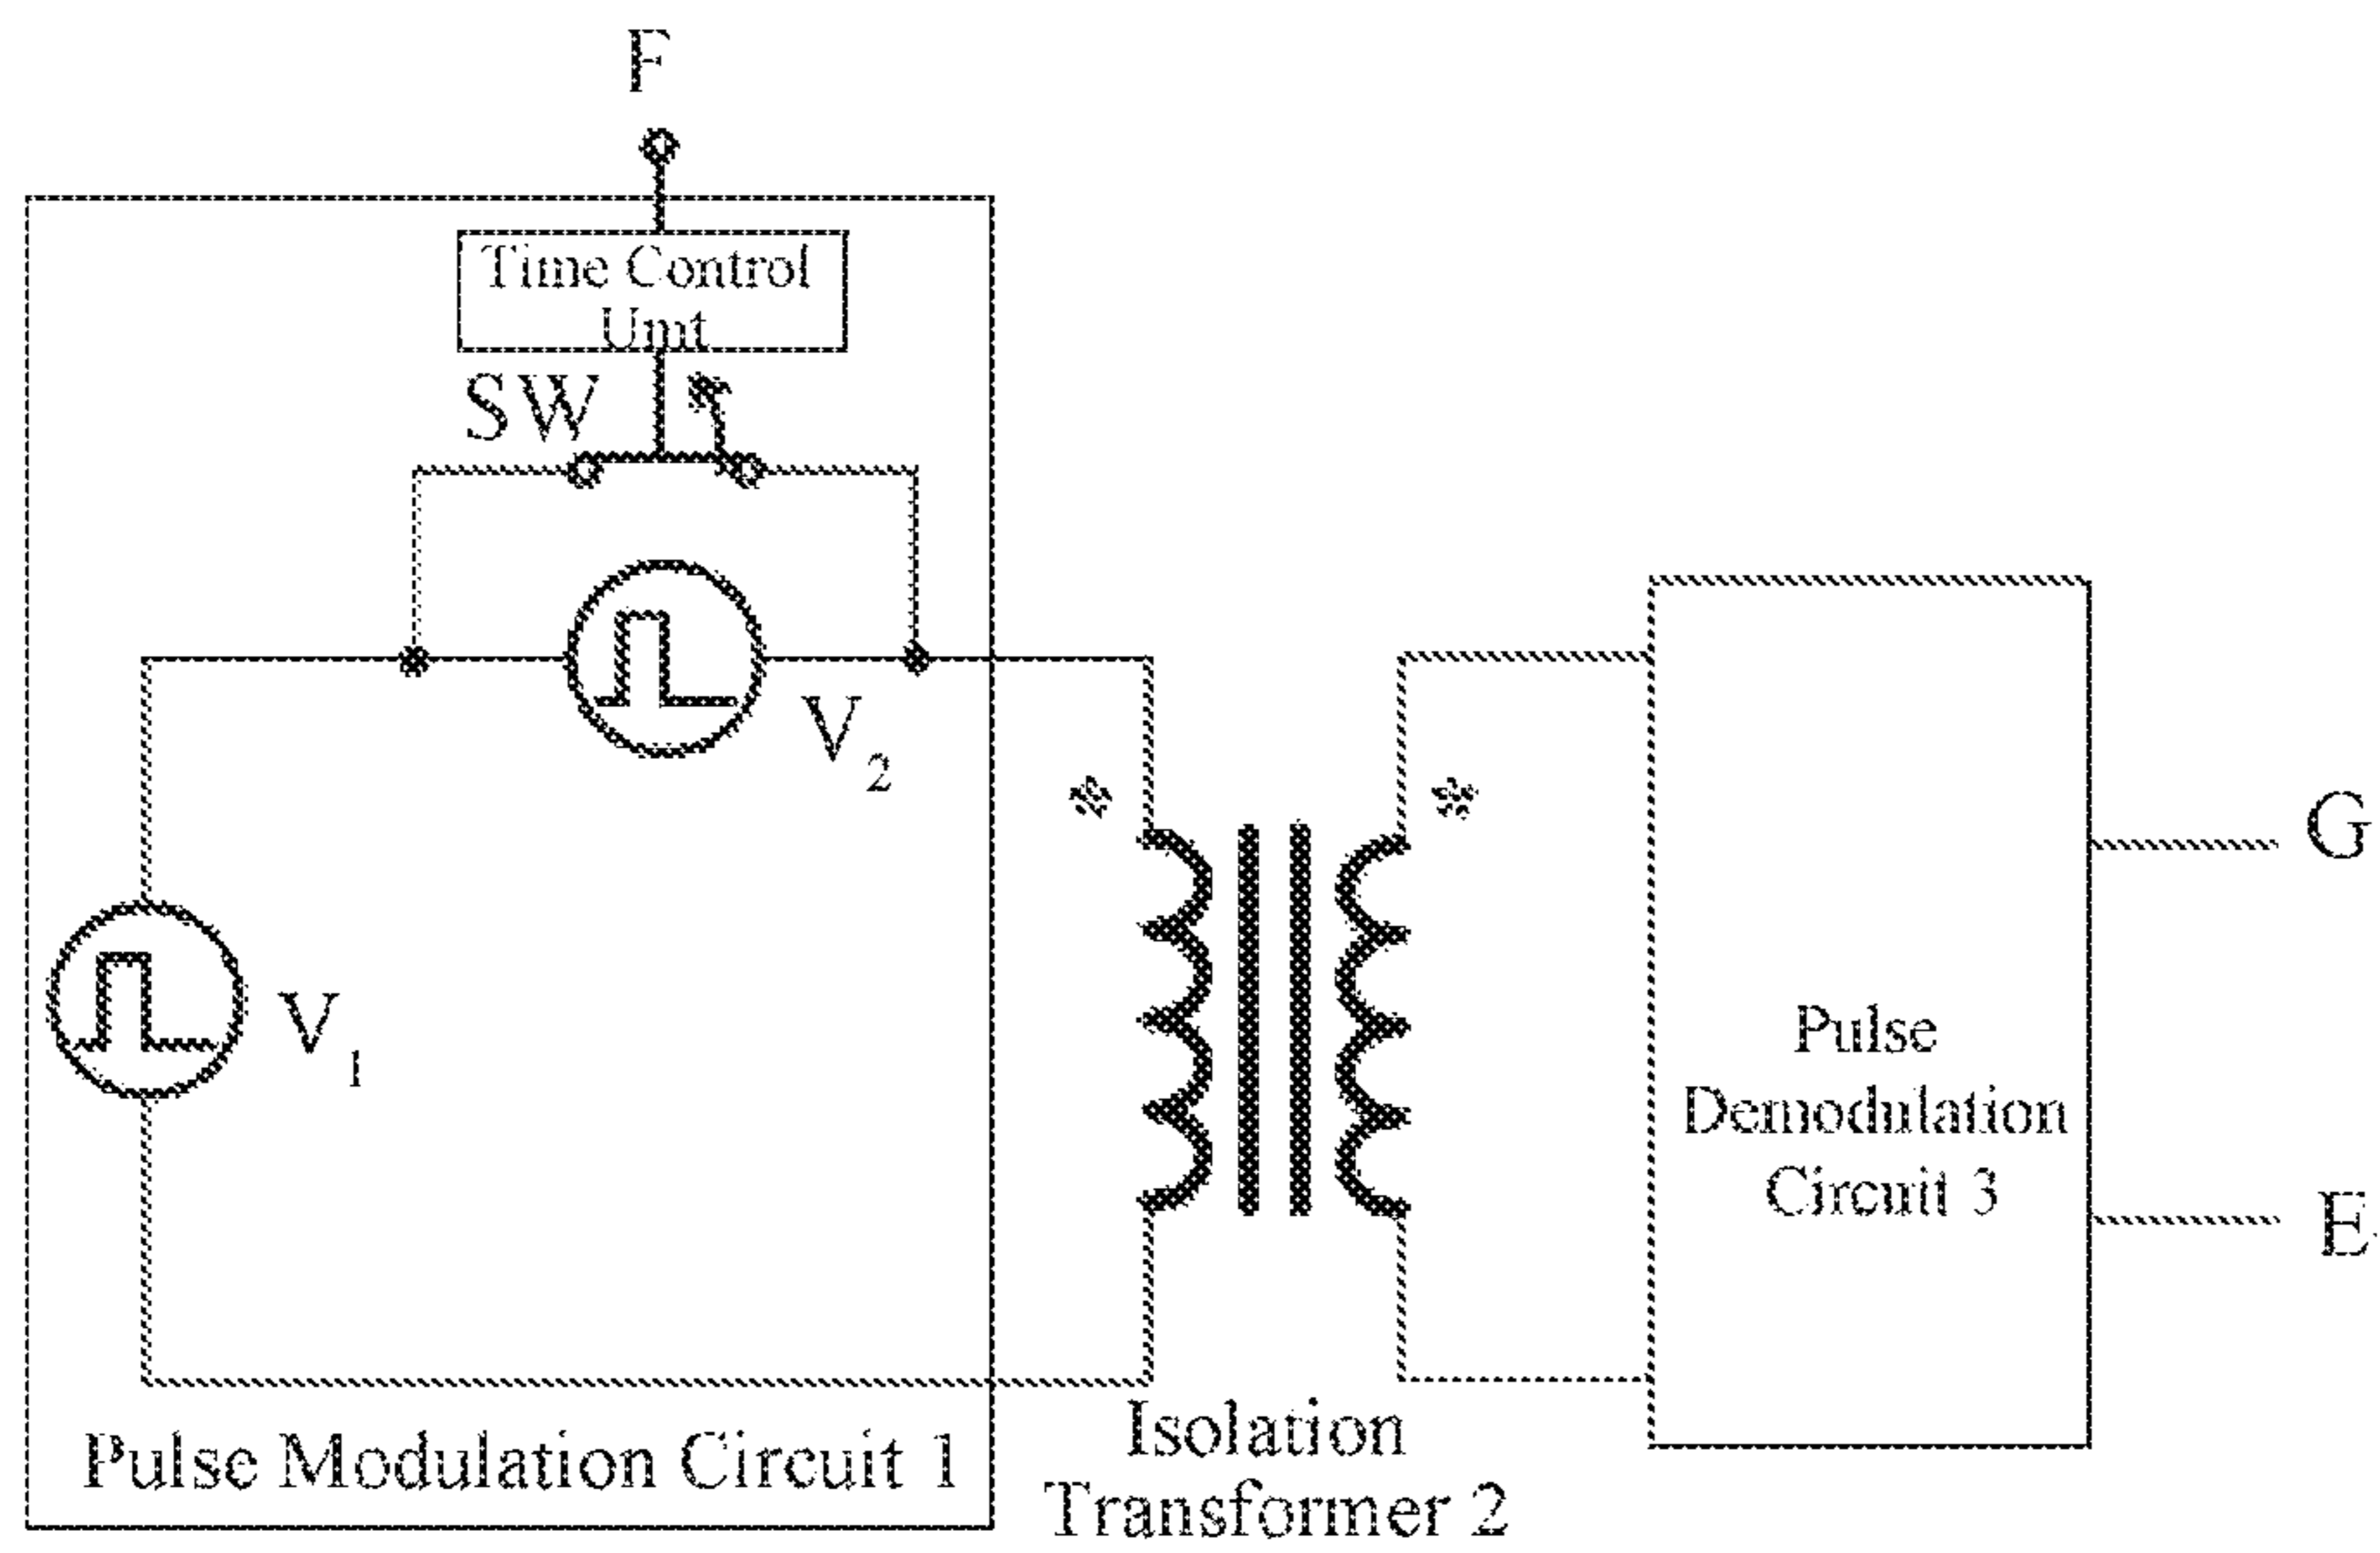 F
Time Control
Unit
SW
V2
V1
G
Pulse
Demodulation
Circuit 3
E
Isolation
Transformer 2
Pulse Modulation Circuit 1